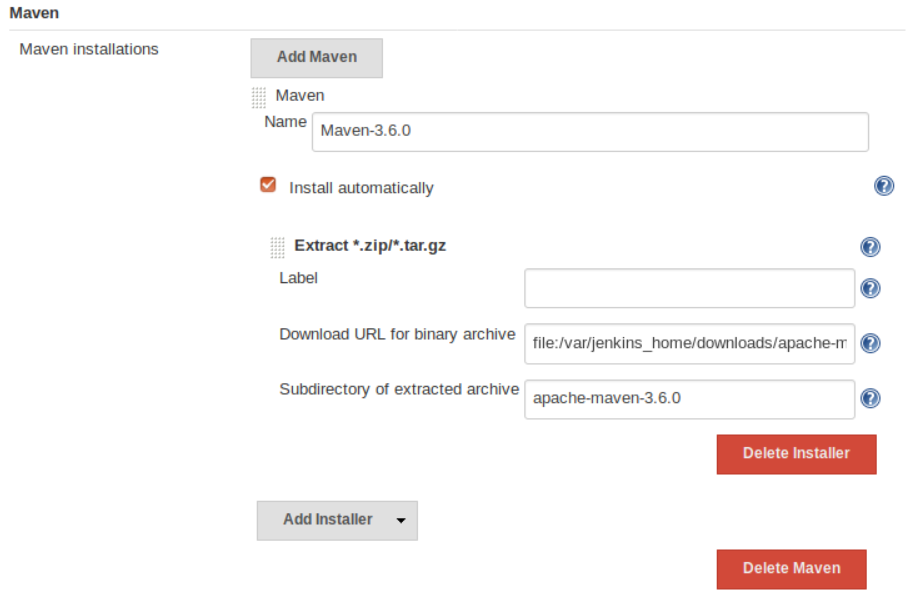 Maven
Maven installations
Add Maven
Maven
Name
Maven-3.6.0
Install automatically
Extract *.zip/*.tar.gz
Label
Download URL for binary archive
file:/var/jenkins_home/downloads/apache-m
Subdirectory of extracted archive
apache-maven-3.6.0
Delete Installer
Add Installer
Delete Maven